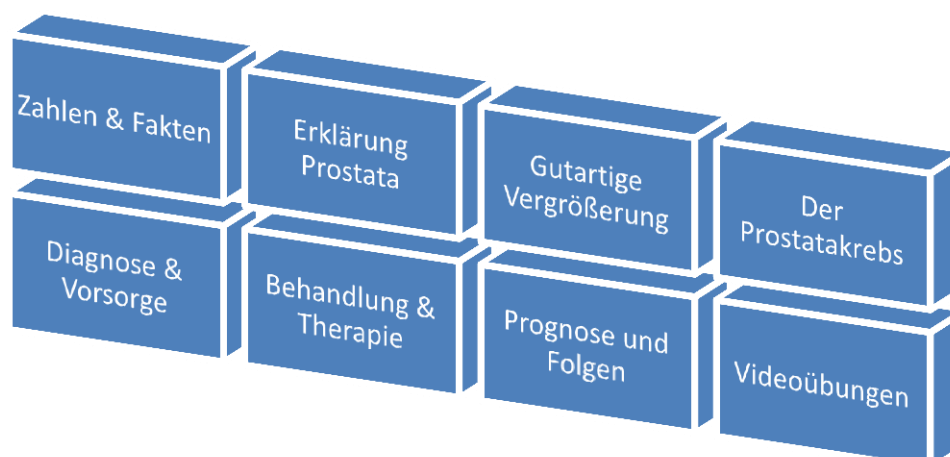 Zahlen & Fakten
Erklärung
Prostata
Gutartige
Vergrößerung
Der
Prostatakrebs
Diagnose &
Vorsorge
Behandlung &
Therapie
Prognose und
Folgen
Videoübungen